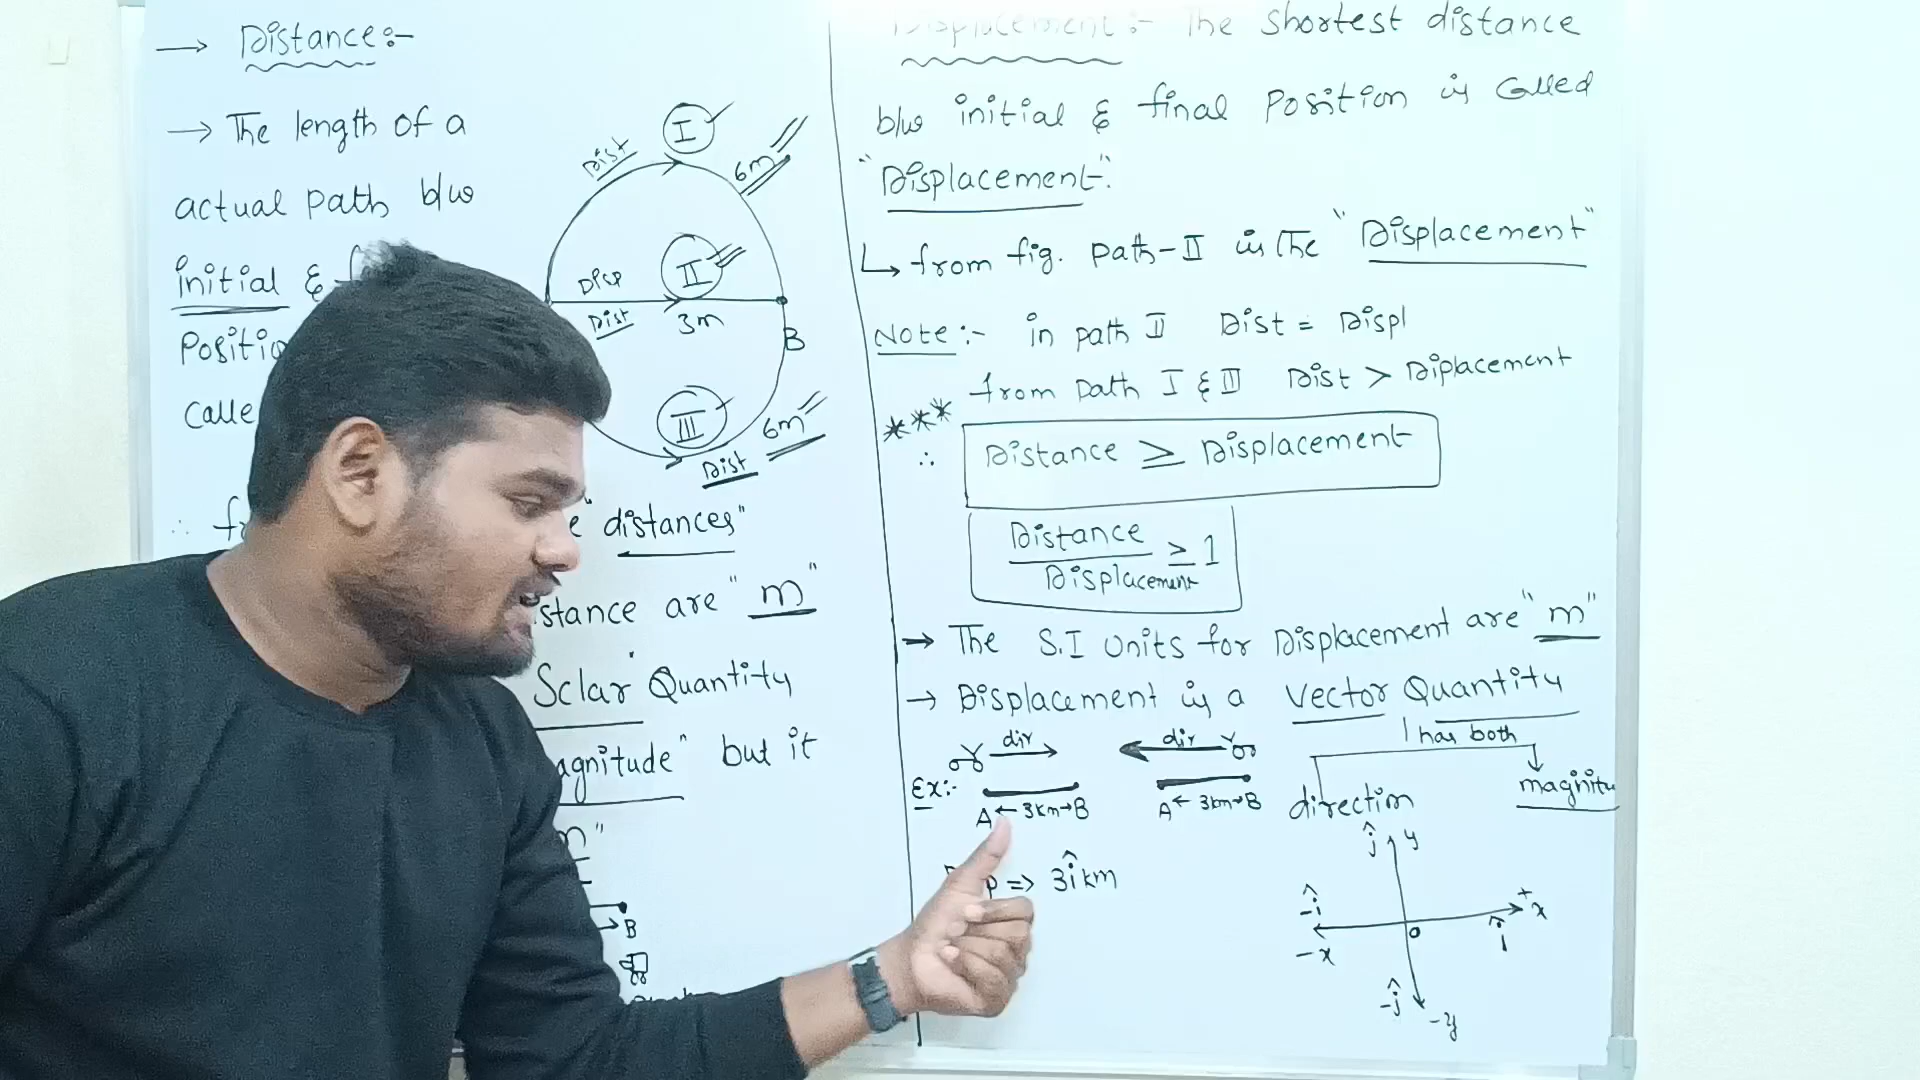 → Distance:-
→ The length of a
actual path b/w
initial &
Positio
Calle
"distances"
stance are "m"
Sclar Quantity
agnitude" but it
B
I
Dist
6m
II
Disp
Dist
3m
B
III
6m
Dist
Displacement:- The shortest distance
b/w initial & final Position is Called
"Displacement".
↳ from fig. path-II is the "Displacement"
Note:- in path II Dist = Displ
from path I & III Dist > Diplacement
*** ∴ Distance ≥ Displacement
Distance / Displacement ≥ 1
→ The S.I Units for Displacement are "m"
→ Displacement is a Vector Quantity
has both
direction
magnitu
dir
dir
Ex:-
A ← 3km → B
A ← 3km → B
⇒ 3î km
ĵ y
-î
-x
o
+x
î
-ĵ
-y